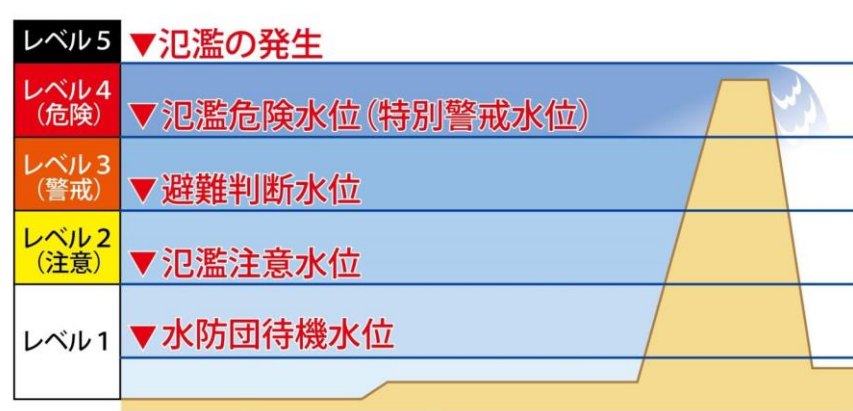 レベル5 ▼氾濫の発生
レベル4
(危険)
▼氾濫危険水位(特別警戒水位)
レベル3
(警戒)
▼避難判断水位
レベル2
(注意)
▼氾濫注意水位
レベル1 ▼水防団待機水位